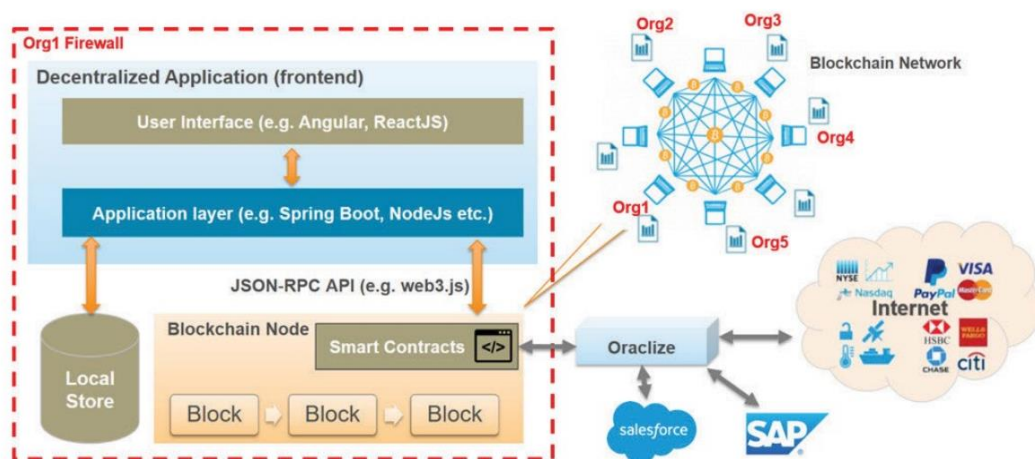 Org1 Firewall
Decentralized Application (frontend)
User Interface (e.g. Angular, ReactJS)
Application layer (e.g. Spring Boot, NodeJs etc.)
JSON-RPC API (e.g. web3.js)
Local
Store
Blockchain Node
Smart Contracts
</>
Block
Block
Block
Org2
Org3
Blockchain Network
Org4
Org1
Org5
Oraclize
salesforce
SAP
NYSE
Nasdaq
PayPal
VISA
MasterCard
Internet
HSBC
WELLS
FARGO
CHASE
citi